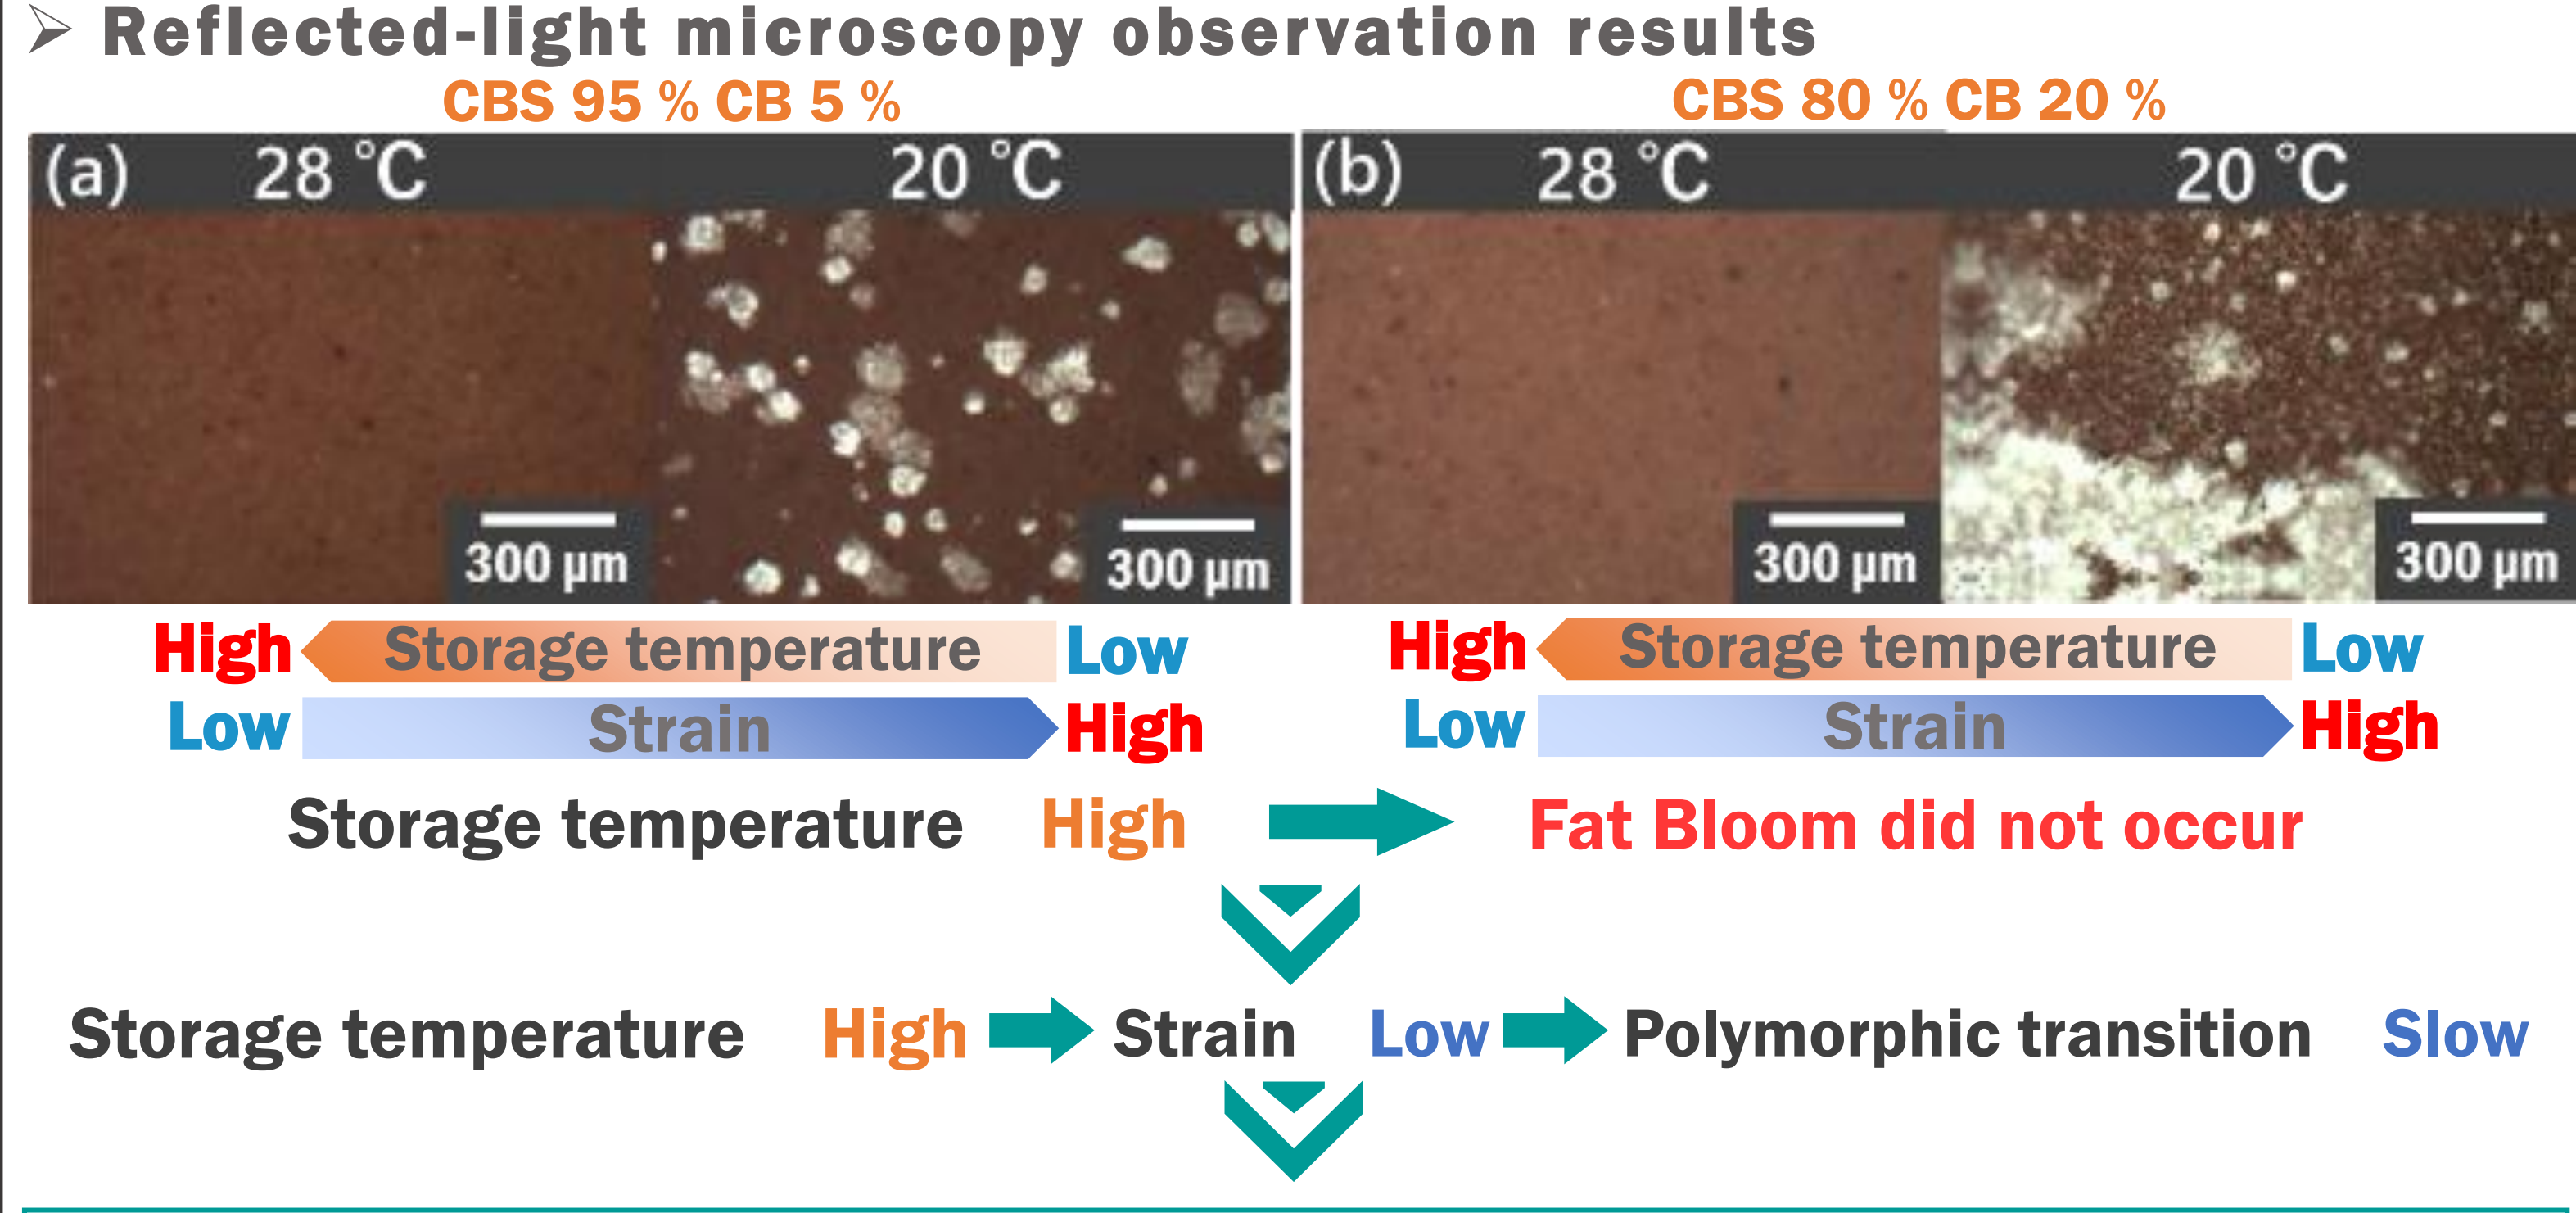 Reflected-light microscopy observation results
CBS 95 % CB 5 %
CBS 80 % CB 20 %
(a) 28 ℃ 20 ℃
(b) 28 ℃ 20 ℃
300 µm 300 µm 300 µm 300 µm
High Storage temperature Low
Low Strain High
High Storage temperature Low
Low Strain High
Storage temperature High Fat Bloom did not occur
Storage temperature High Strain Low Polymorphic transition Slow